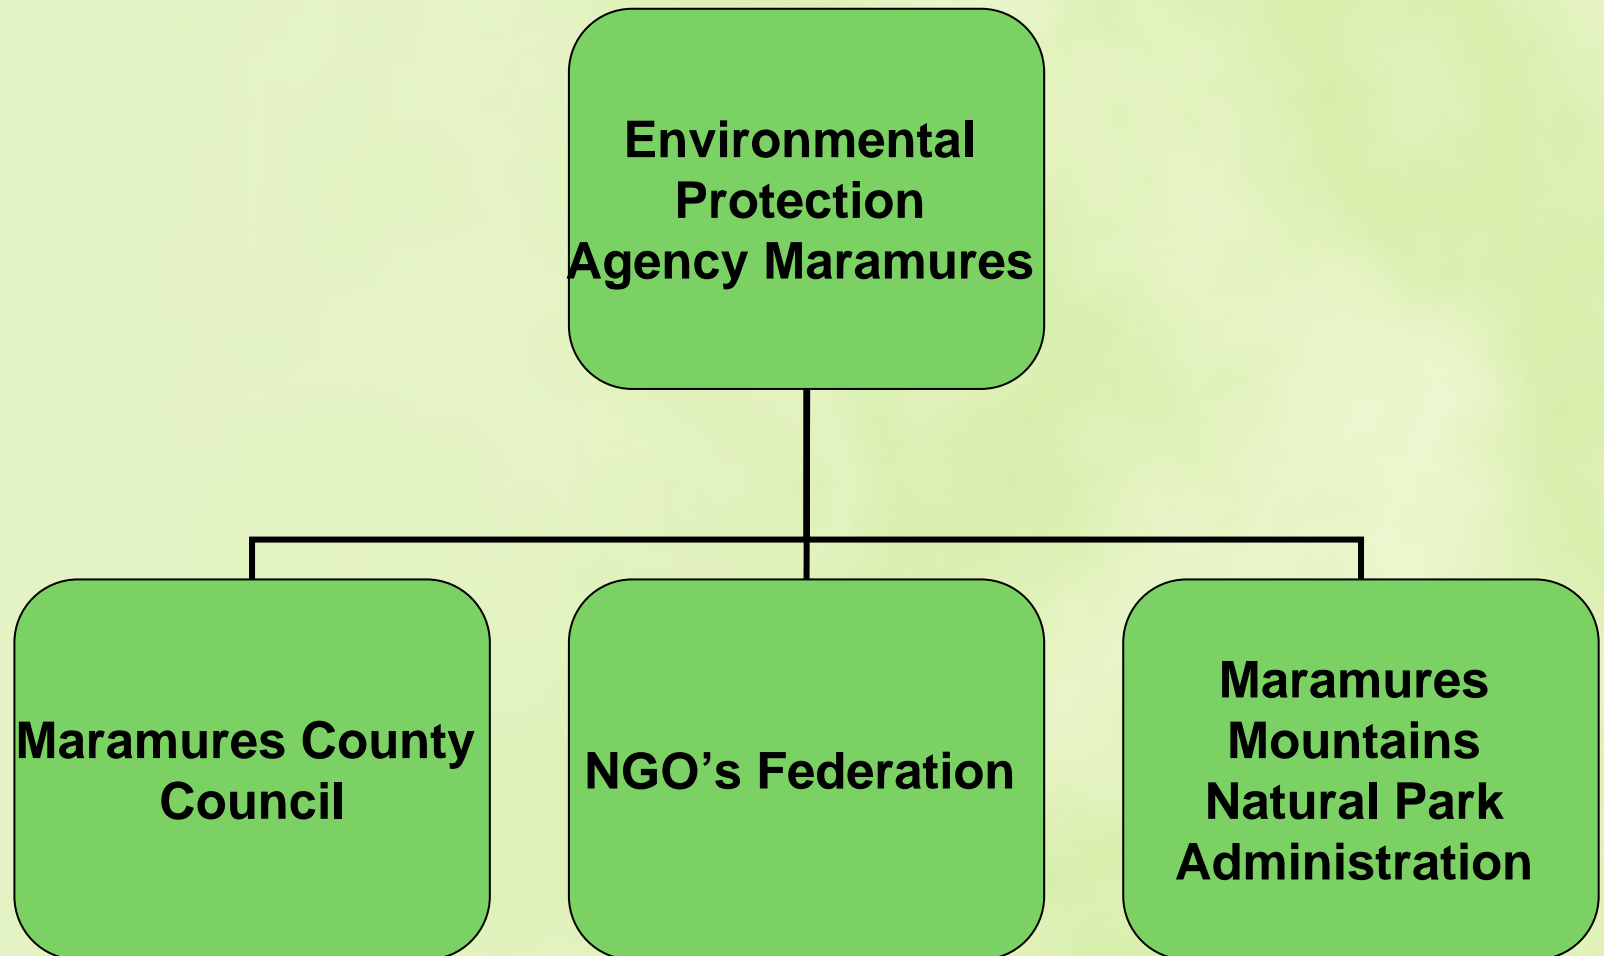 Environmental
Protection
Agency Maramures
Maramures County
Council
NGO’s Federation
Maramures
Mountains
Natural Park
Administration